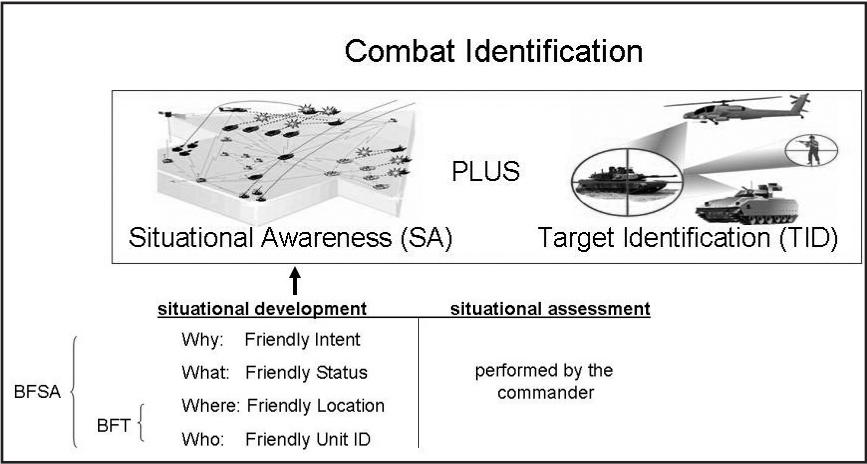 Combat Identification
PLUS
Situational Awareness (SA)
Target Identification (TID)
situational development
situational assessment
Why: Friendly Intent
What: Friendly Status
Where: Friendly Location
Who: Friendly Unit ID
BFSA
BFT
performed by the
commander